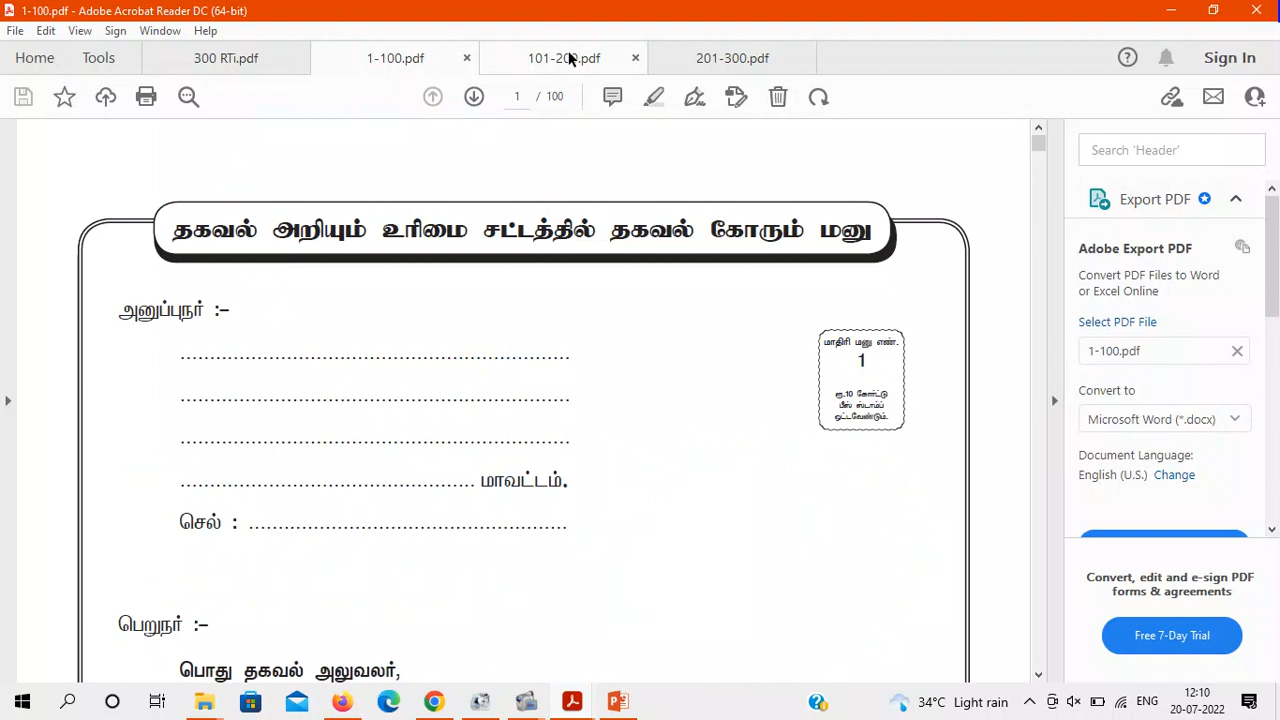 1-100.pdf - Adobe Acrobat Reader DC (64-bit)
File Edit View Sign Window Help
Home Tools 300 RTi.pdf 1-100.pdf 101-200.pdf 201-300.pdf Sign In
1 / 100
தகவல் அறியும் உரிமை சட்டத்தில் தகவல் கோரும் மனு
அனுப்புநர் :-
மாதிரி மனு எண்.
1
ரூ.10 கோர்ட்டு
பீஸ் ஸ்டாம்ப்
ஒட்டவேண்டும்.
.................................................... மாவட்டம்.
செல் : ......................................................
பெறுநர் :-
பொது தகவல் அலுவலர்,
Search 'Header'
Export PDF
Adobe Export PDF
Convert PDF Files to Word
or Excel Online
Select PDF File
1-100.pdf
Convert to
Microsoft Word (*.docx)
Document Language:
English (U.S.) Change
Convert, edit and e-sign PDF
forms & agreements
Free 7-Day Trial
34°C Light rain ENG 12:10
20-07-2022